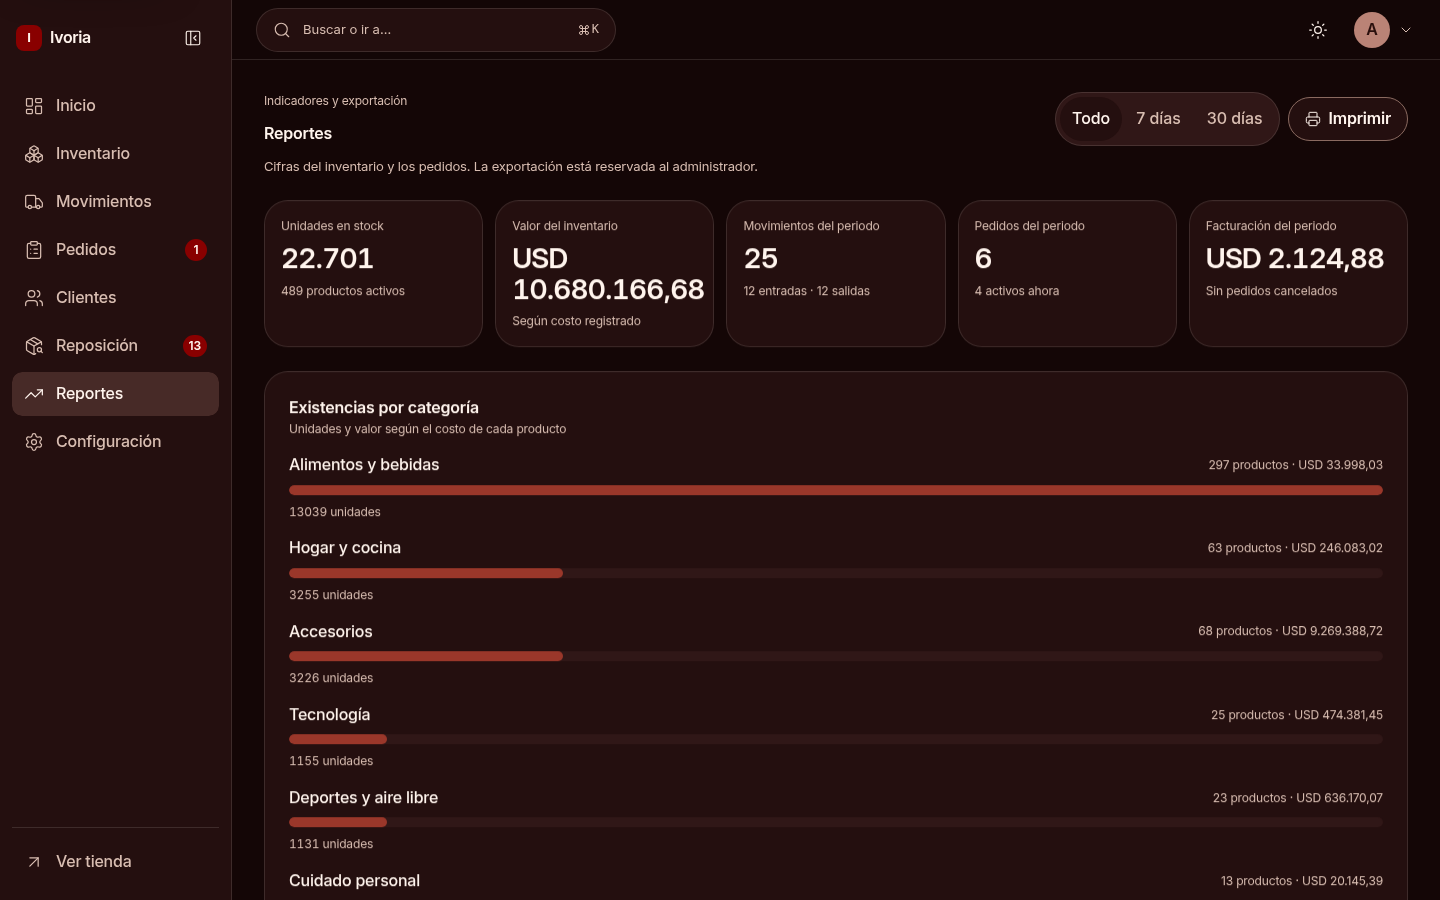 I Ivoria
Inicio
Inventario
Movimientos
Pedidos 1
Clientes
Reposición 13
Reportes
Configuración
Ver tienda
Buscar o ir a... ⌘K
A
Indicadores y exportación
Reportes
Cifras del inventario y los pedidos. La exportación está reservada al administrador.
Todo 7 días 30 días
Imprimir
Unidades en stock
22.701
489 productos activos
Valor del inventario
USD
10.680.166,68
Según costo registrado
Movimientos del periodo
25
12 entradas · 12 salidas
Pedidos del periodo
6
4 activos ahora
Facturación del periodo
USD 2.124,88
Sin pedidos cancelados
Existencias por categoría
Unidades y valor según el costo de cada producto
Alimentos y bebidas 297 productos · USD 33.998,03
13039 unidades
Hogar y cocina 63 productos · USD 246.083,02
3255 unidades
Accesorios 68 productos · USD 9.269.388,72
3226 unidades
Tecnología 25 productos · USD 474.381,45
1155 unidades
Deportes y aire libre 23 productos · USD 636.170,07
1131 unidades
Cuidado personal 13 productos · USD 20.145,39